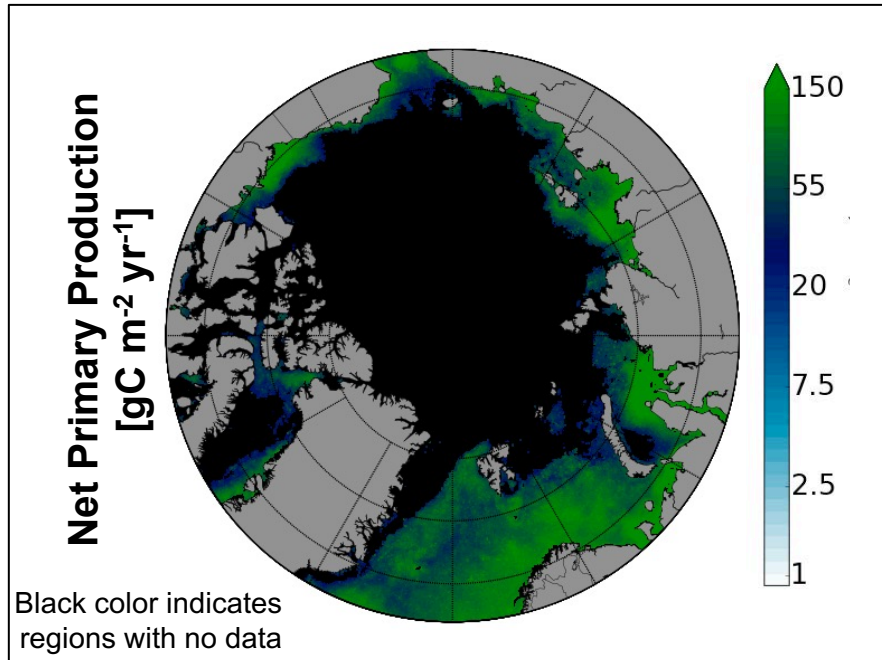 Net Primary Production
[gC m⁻² yr⁻¹]
150
55
20
7.5
2.5
1
Black color indicates
regions with no data